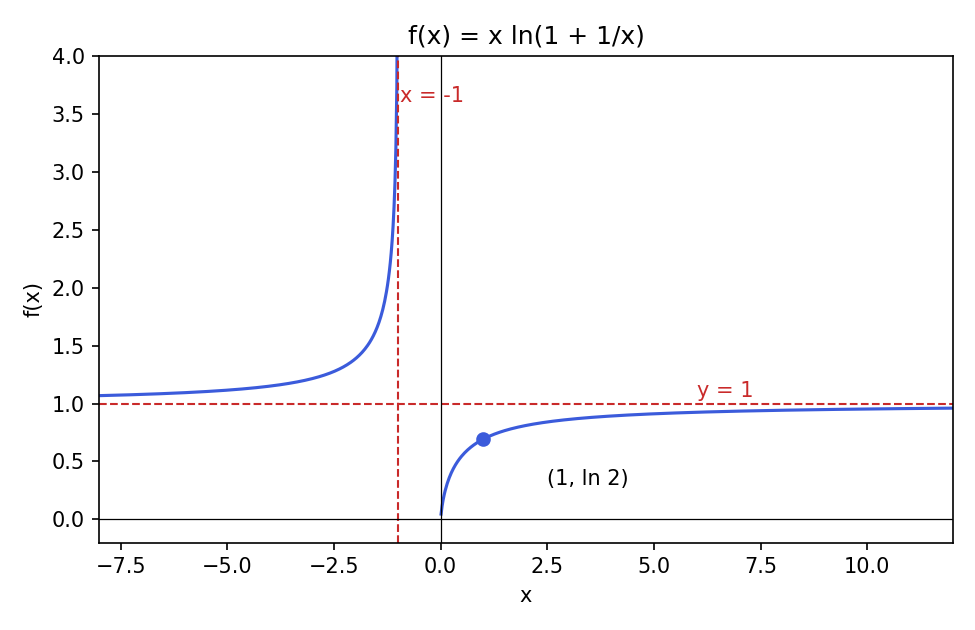 f(x) = x ln(1 + 1/x)
4.0
x = -1
3.5
3.0
2.5
2.0
f(x)
1.5
y = 1
1.0
(1, ln 2)
0.5
0.0
−7.5 −5.0 −2.5 0.0 2.5 5.0 7.5 10.0
x